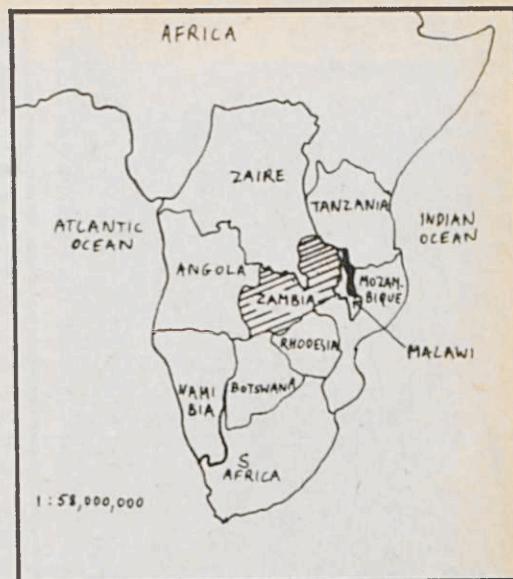 AFRICA
ZAIRE
TANZANIA
ATLANTIC
OCEAN
INDIAN
OCEAN
ANGOLA
MOZAM-
BIQUE
ZAMBIA
RHODESIA
MALAWI
NAMI
BIA
BOTSWANA
S
AFRICA
1:58,000,000